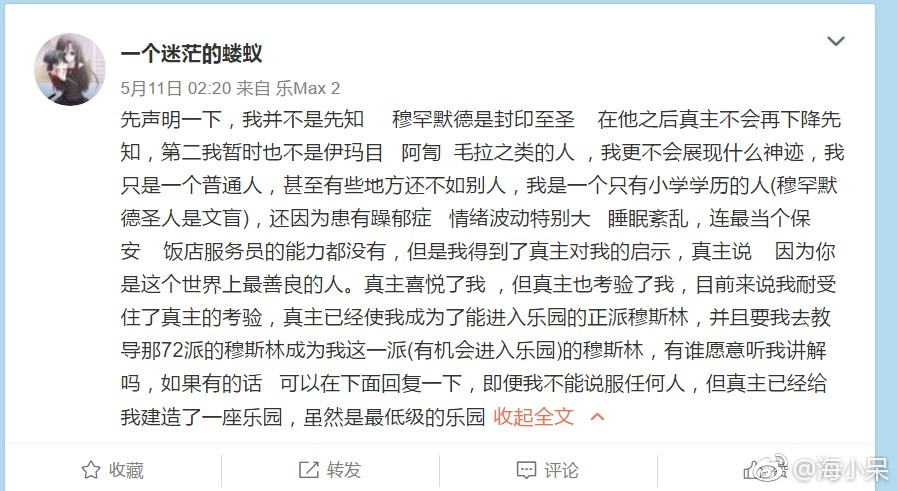 一个迷茫的蝼蚁
5月11日 02:20 来自 乐Max 2
先声明一下，我并不是先知 穆罕默德是封印至圣 在他之后真主不会再下降先
知，第二我暂时也不是伊玛目 阿訇 毛拉之类的人 ，我更不会展现什么神迹，我
只是一个普通人，甚至有些地方还不如别人，我是一个只有小学学历的人(穆罕默
德圣人是文盲)，还因为患有躁郁症 情绪波动特别大 睡眠紊乱，连最当个保
安 饭店服务员的能力都没有，但是我得到了真主对我的启示，真主说 因为你
是这个世界上最善良的人。真主喜悦了我 ，但真主也考验了我，目前来说我耐受
住了真主的考验，真主已经使我成为了能进入乐园的正派穆斯林，并且要我去教
导那72派的穆斯林成为我这一派(有机会进入乐园)的穆斯林，有谁愿意听我讲解
吗，如果有的话 可以在下面回复一下，即便我不能说服任何人，但真主已经给
我建造了一座乐园，虽然是最低级的乐园 收起全文
收藏 转发 评论
@海小呆